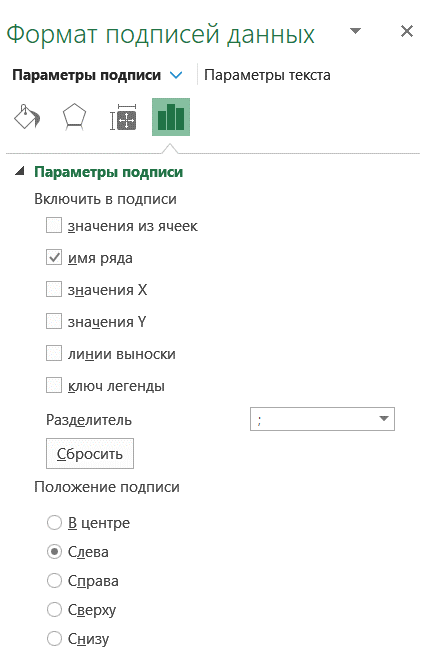 Формат подписей данных
Параметры подписи Параметры текста
Параметры подписи
Включить в подписи
значения из ячеек
имя ряда
значения X
значения Y
линии выноски
ключ легенды
Разделитель ;
Сбросить
Положение подписи
В центре
Слева
Справа
Сверху
Снизу